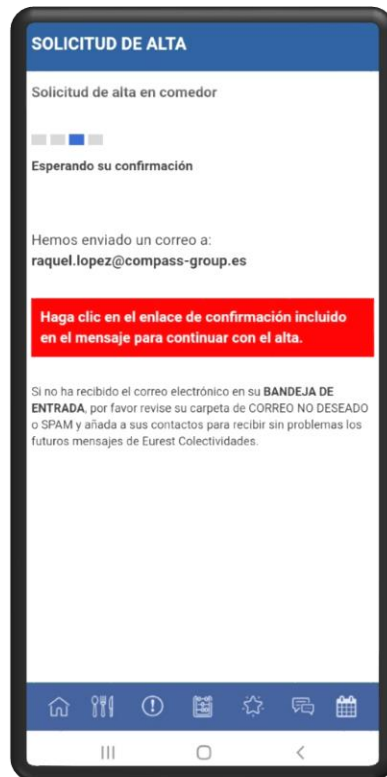 SOLICITUD DE ALTA
Solicitud de alta en comedor
Esperando su confirmación
Hemos enviado un correo a:
raquel.lopez@compass-group.es
Haga clic en el enlace de confirmación incluido
en el mensaje para continuar con el alta.
Si no ha recibido el correo electrónico en su BANDEJA DE
ENTRADA, por favor revise su carpeta de CORREO NO DESEADO
o SPAM y añada a sus contactos para recibir sin problemas los
futuros mensajes de Eurest Colectividades.